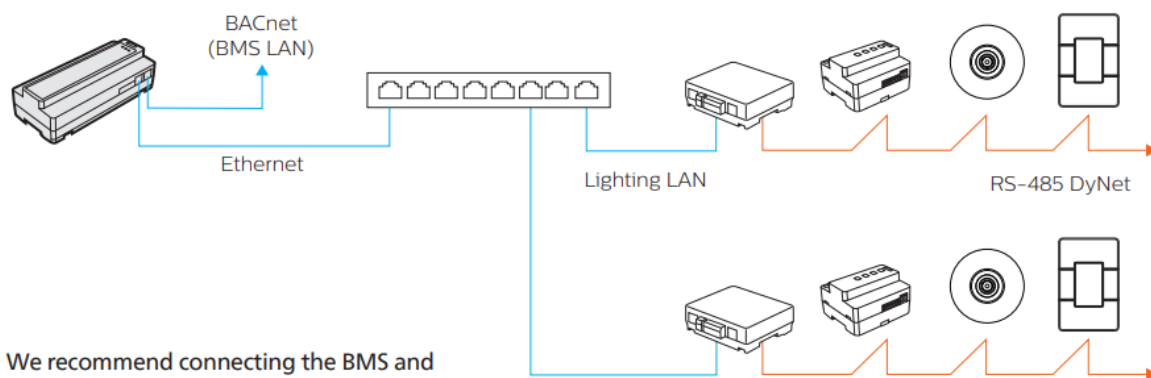 BACnet
(BMS LAN)
Ethernet
Lighting LAN
RS-485 DyNet
We recommend connecting the BMS and